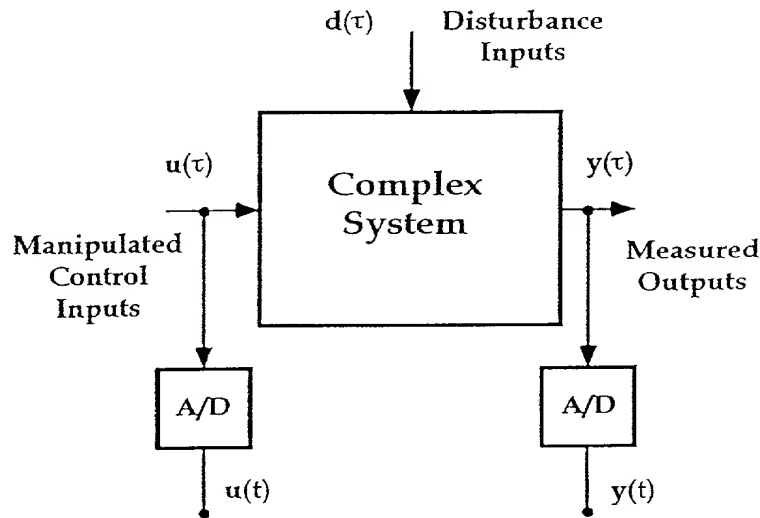 d(τ)
Disturbance
Inputs
u(τ)
Complex
System
y(τ)
Manipulated
Control
Inputs
Measured
Outputs
A/D
A/D
u(t)
y(t)